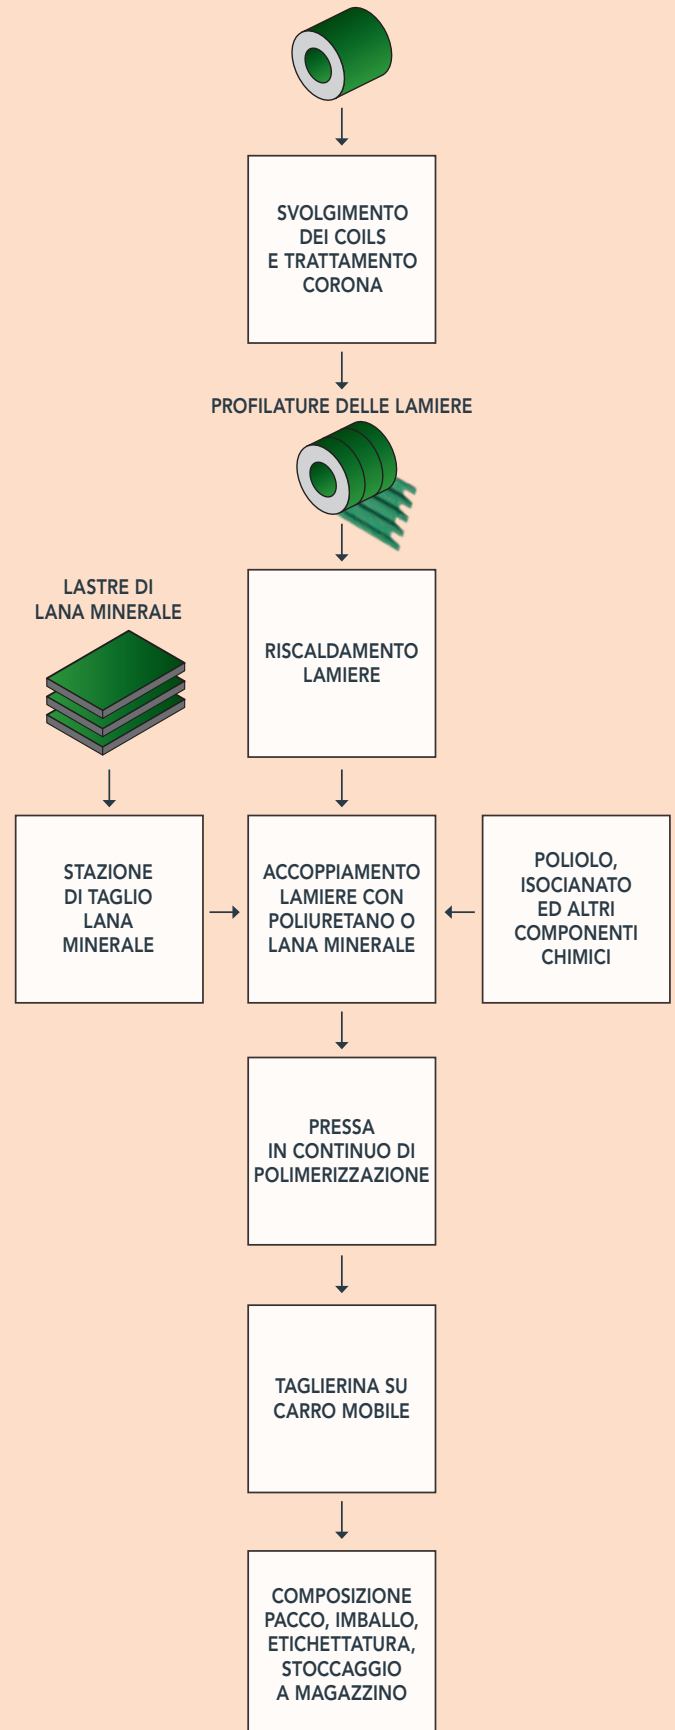 SVOLGIMENTO
DEI COILS
E TRATTAMENTO
CORONA
PROFILATURE DELLE LAMIERE
LASTRE DI
LANA MINERALE
RISCALDAMENTO
LAMIERE
STAZIONE
DI TAGLIO
LANA
MINERALE
ACCOPPIAMENTO
LAMIERE CON
POLIURETANO O
LANA MINERALE
POLIOLO,
ISOCIANATO
ED ALTRI
COMPONENTI
CHIMICI
PRESSA
IN CONTINUO DI
POLIMERIZZAZIONE
TAGLIERINA SU
CARRO MOBILE
COMPOSIZIONE
PACCO, IMBALLO,
ETICHETTATURA,
STOCCAGGIO
A MAGAZZINO